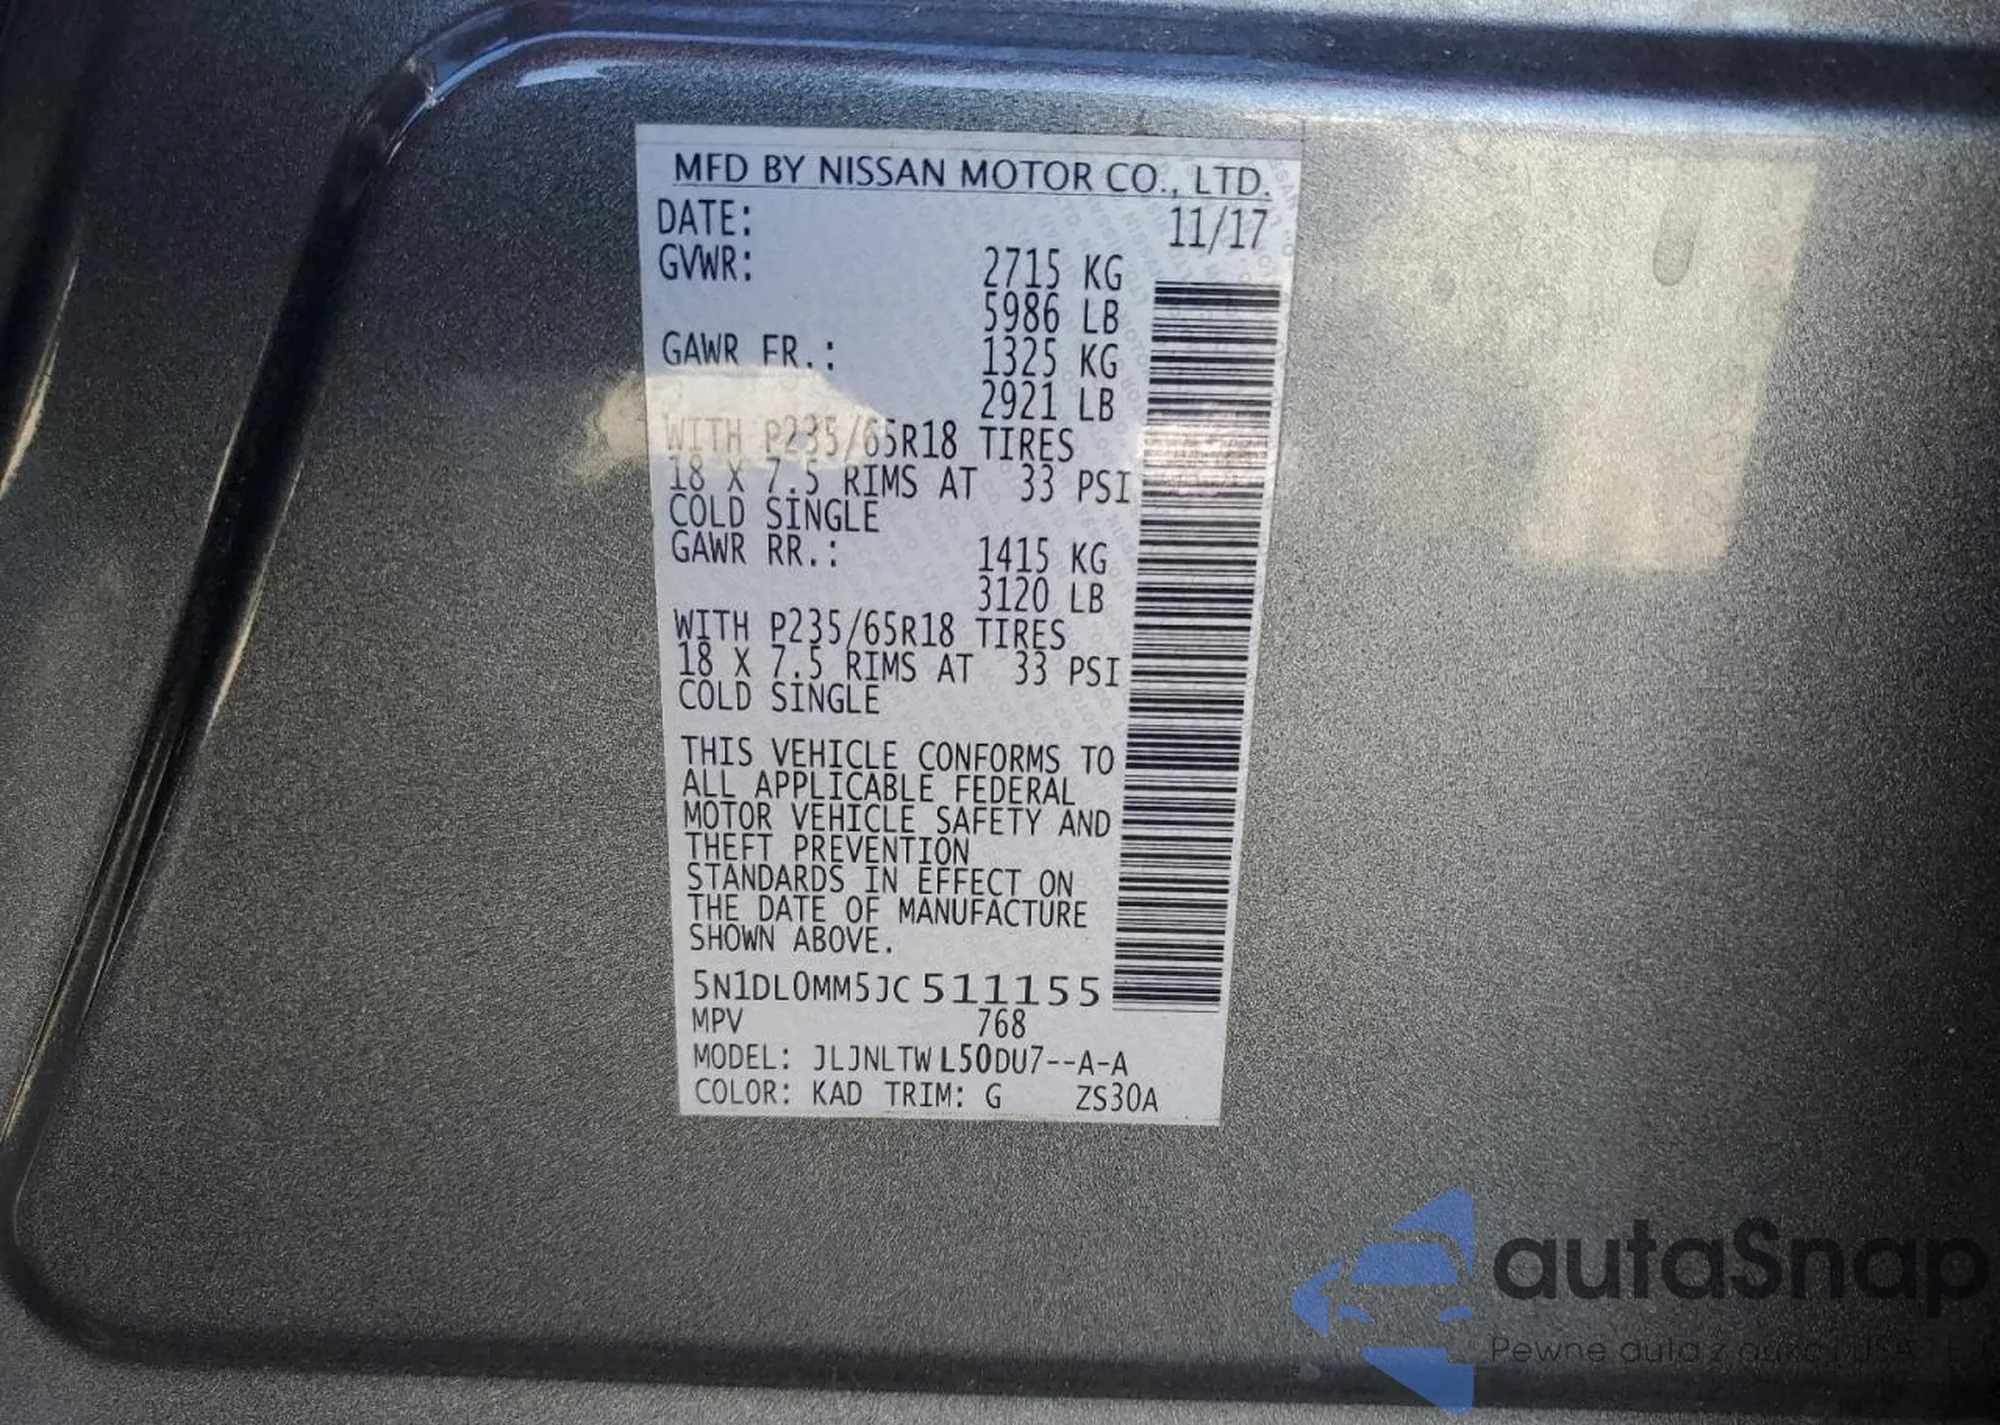 MFD BY NISSAN MOTOR CO., LTD.
DATE: 11/17
GVWR: 2715 KG
5986 LB
GAWR FR.: 1325 KG
2921 LB
WITH P235/65R18 TIRES
18 X 7.5 RIMS AT 33 PSI
COLD SINGLE
GAWR RR.: 1415 KG
3120 LB
WITH P235/65R18 TIRES
18 X 7.5 RIMS AT 33 PSI
COLD SINGLE
THIS VEHICLE CONFORMS TO
ALL APPLICABLE FEDERAL
MOTOR VEHICLE SAFETY AND
THEFT PREVENTION
STANDARDS IN EFFECT ON
THE DATE OF MANUFACTURE
SHOWN ABOVE.
5N1DL0MM5JC511155
MPV 768
MODEL: JLJNLTWL50DU7--A-A
COLOR: KAD TRIM: G ZS30A
autaSnap
Pewne auta z